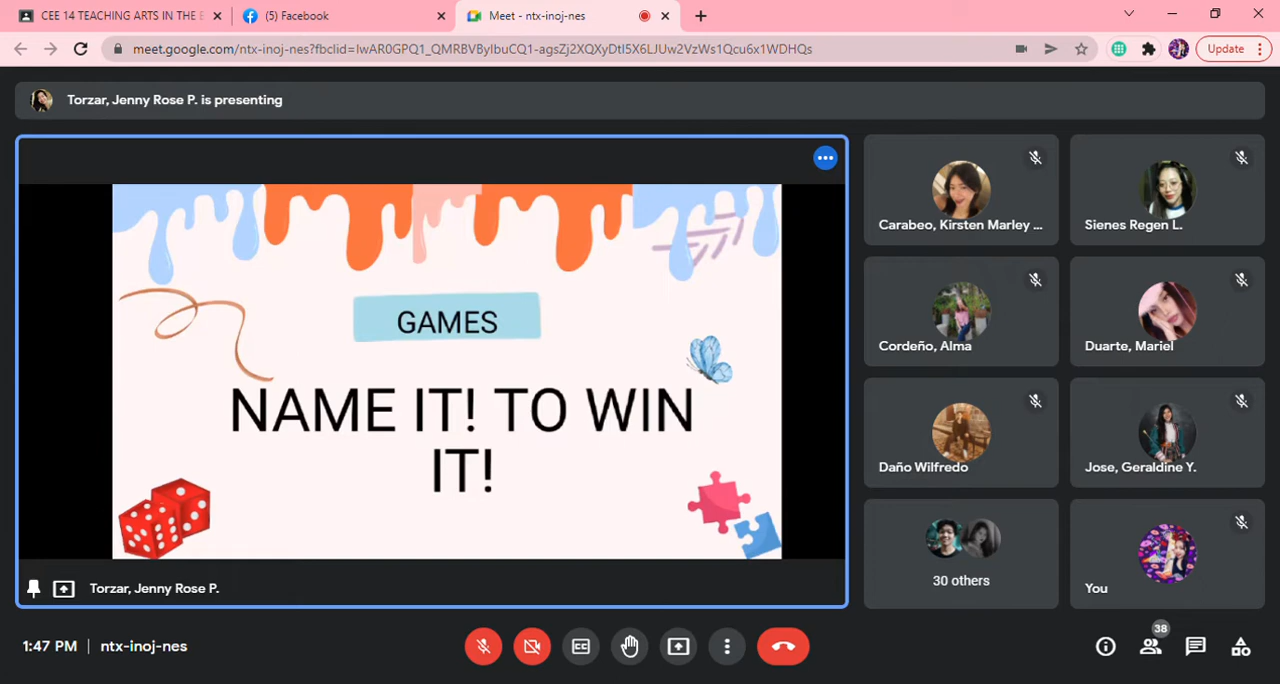 CEE 14 TEACHING ARTS IN THE E
(5) Facebook
Meet - ntx-inoj-nes
meet.google.com/ntx-inoj-nes?fbclid=IwAR0GPQ1_QMRBVByIbuCQ1-agsZj2XQXyDtI5X6LJUw2VzWs1Qcu6x1WDHQs
Update
Torzar, Jenny Rose P. is presenting
GAMES
NAME IT! TO WIN
IT!
Torzar, Jenny Rose P.
Carabeo, Kirsten Marley ...
Sienes Regen L.
Cordeño, Alma
Duarte, Mariel
Daño Wilfredo
Jose, Geraldine Y.
30 others
You
1:47 PM | ntx-inoj-nes
CC
38